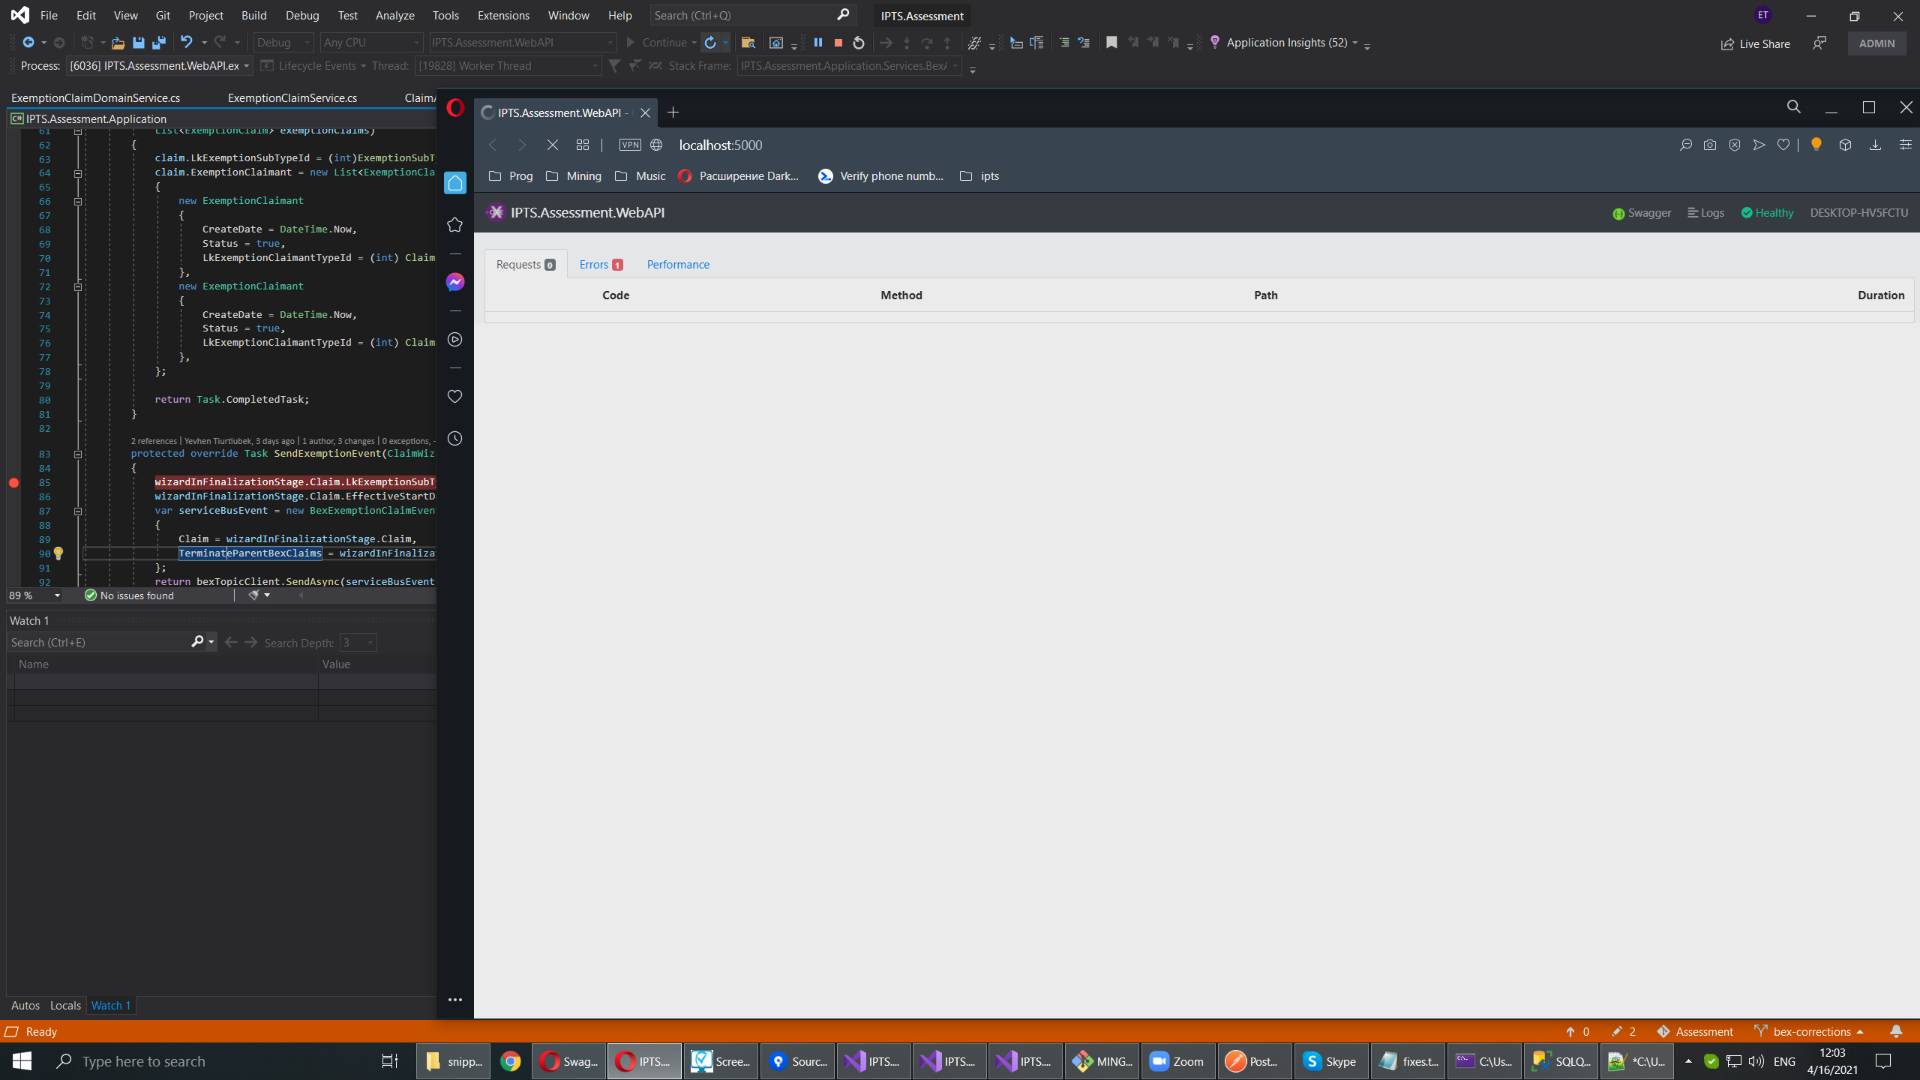 File Edit View Git Project Build Debug Test Analyze Tools Extensions Window Help Search (Ctrl+Q) IPTS.Assessment ET
Debug Any CPU IPTS.Assessment.WebAPI Continue Application Insights (52) Live Share ADMIN
Process: [6036] IPTS.Assessment.WebAPI.ex Lifecycle Events Thread: [19828] Worker Thread Stack Frame: IPTS.Assessment.Application.Services.Bex
ExemptionClaimDomainService.cs ExemptionClaimService.cs Claim
IPTS.Assessment.Application
61 List<ExemptionClaim> exemptionClaims)
62 {
63 claim.LkExemptionSubTypeId = (int)ExemptionSubT
64 claim.ExemptionClaimant = new List<ExemptionCla
65 {
66 new ExemptionClaimant
67 {
68 CreateDate = DateTime.Now,
69 Status = true,
70 LkExemptionClaimantTypeId = (int) Claim
71 },
72 new ExemptionClaimant
73 {
74 CreateDate = DateTime.Now,
75 Status = true,
76 LkExemptionClaimantTypeId = (int) Claim
77 },
78 };
79
80 return Task.CompletedTask;
81 }
82
2 references | Yevhen Tiurtiubek, 3 days ago | 1 author, 3 changes | 0 exceptions, -
83 protected override Task SendExemptionEvent(ClaimWiz
84 {
85 wizardInFinalizationStage.Claim.LkExemptionSubT
86 wizardInFinalizationStage.Claim.EffectiveStartD
87 var serviceBusEvent = new BexExemptionClaimEven
88 {
89 Claim = wizardInFinalizationStage.Claim,
90 TerminateParentBexClaims = wizardInFinaliza
91 };
92 return bexTopicClient.SendAsync(serviceBusEvent
89 % No issues found
Watch 1
Search (Ctrl+E) Search Depth: 3
Name Value
Autos Locals Watch 1
IPTS.Assessment.WebAPI -
VPN localhost:5000
Prog Mining Music Расширение Dark... Verify phone numb... ipts
IPTS.Assessment.WebAPI Swagger Logs Healthy DESKTOP-HV5FCTU
Requests 0 Errors 1 Performance
Code Method Path Duration
Ready 0 2 Assessment bex-corrections
Type here to search snipp... Swag... IPTS.... Scree... Sourc... IPTS.... IPTS.... IPTS.... MING... Zoom Post... Skype fixes.t... C:\Us... SQLQ... *C:\U... ENG 12:03
4/16/2021